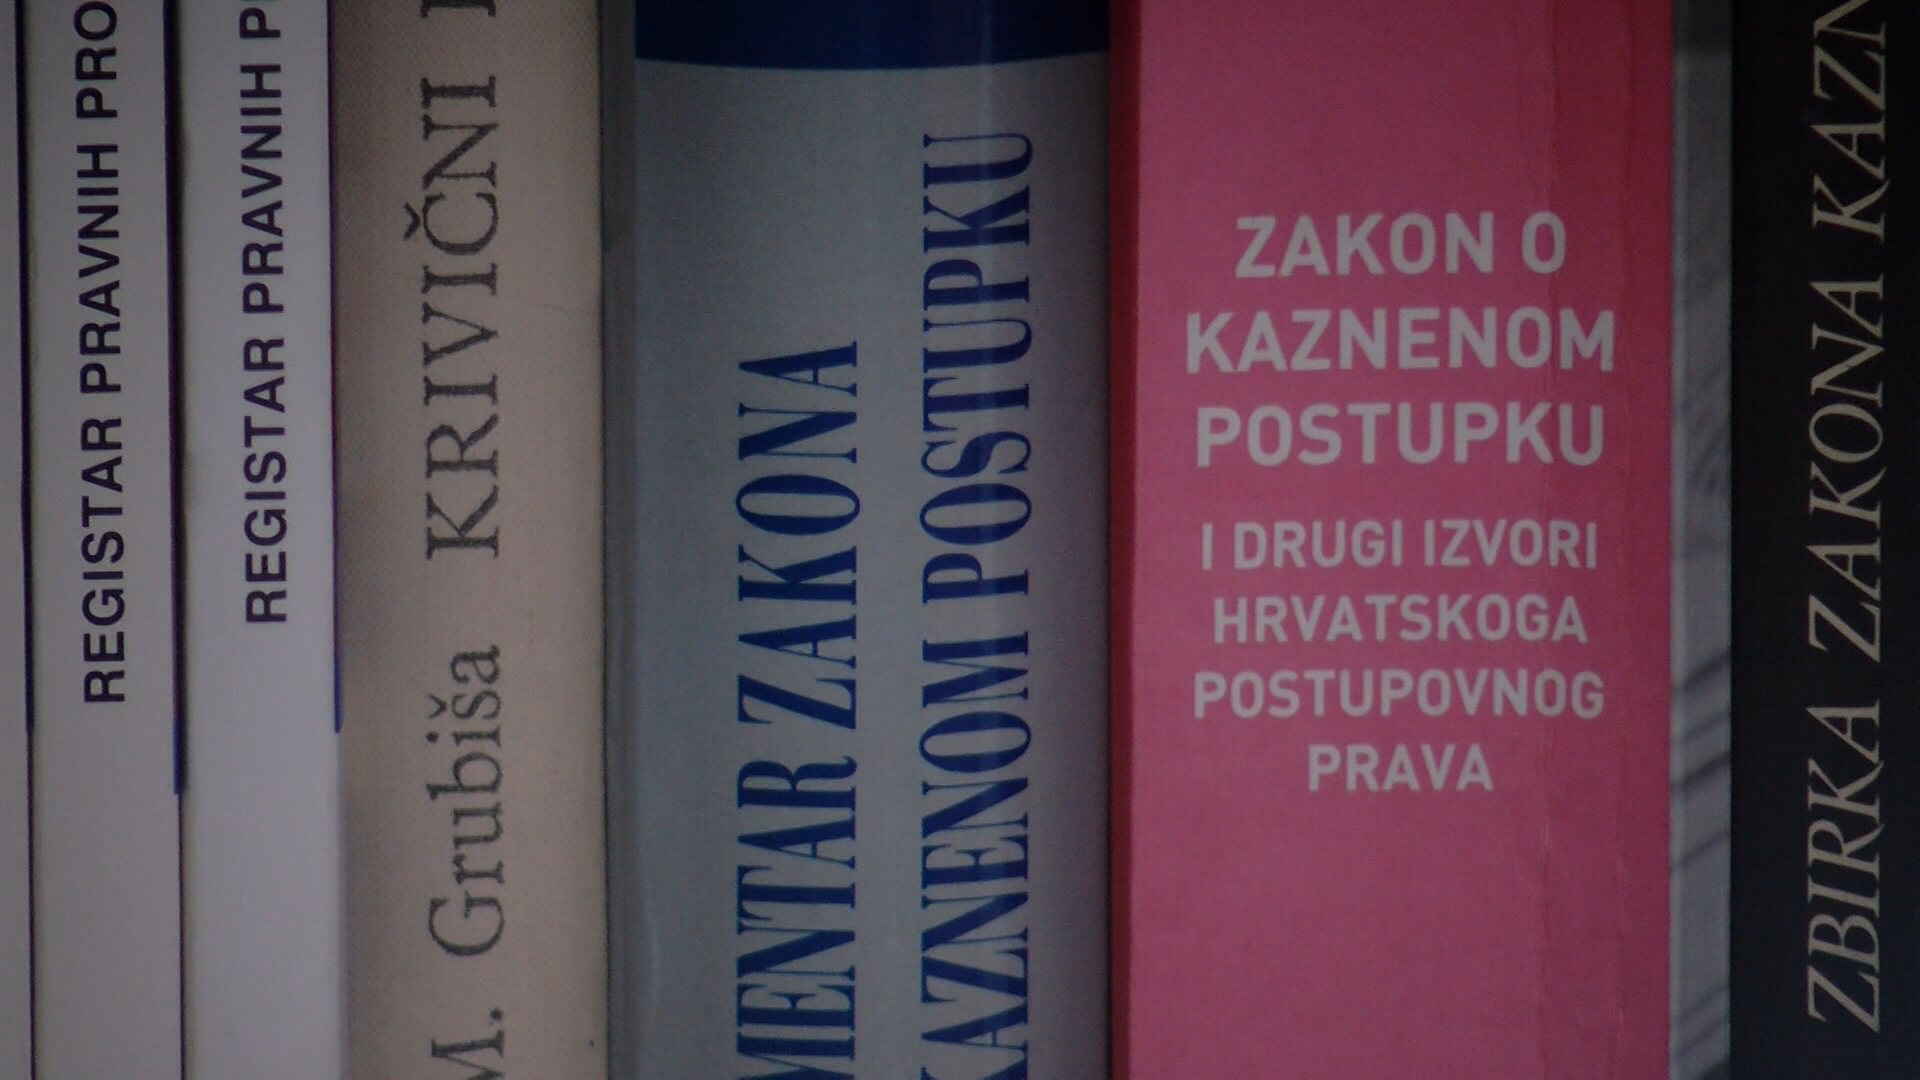 REGISTAR PRAVNIH PRO
REGISTAR PRAVNIH P
M. Grubiša KRIVIČNI
MENTAR ZAKONA
KAZNENOM POSTUPKU
ZAKON O
KAZNENOM
POSTUPKU
I DRUGI IZVORI
HRVATSKOGA
POSTUPOVNOG
PRAVA
ZBIRKA ZAKONA KAZN